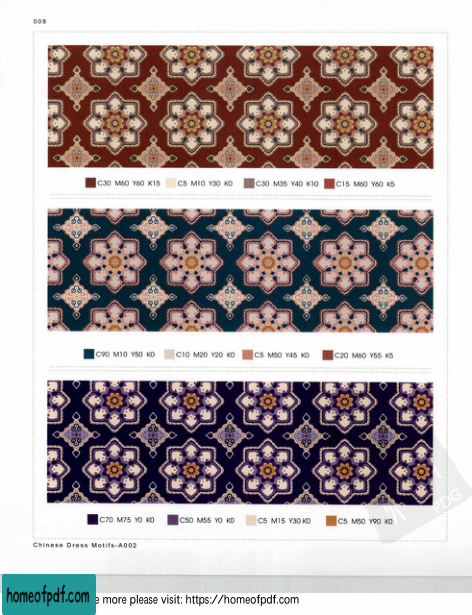 008
C30 M60 Y60 K15 C5 M10 Y30 K0 C30 M35 Y40 K10 C15 M60 Y60 K5
C90 M10 Y50 K0 C10 M20 Y20 K0 C5 M50 Y45 K0 C20 M60 Y55 K5
C70 M75 Y0 K0 C50 M55 Y0 K0 C5 M15 Y30 K0 C5 M50 Y90 K0
PDG
Chinese Dress Motifs-A002
homeofpdf.com e more please visit: https://homeofpdf.com